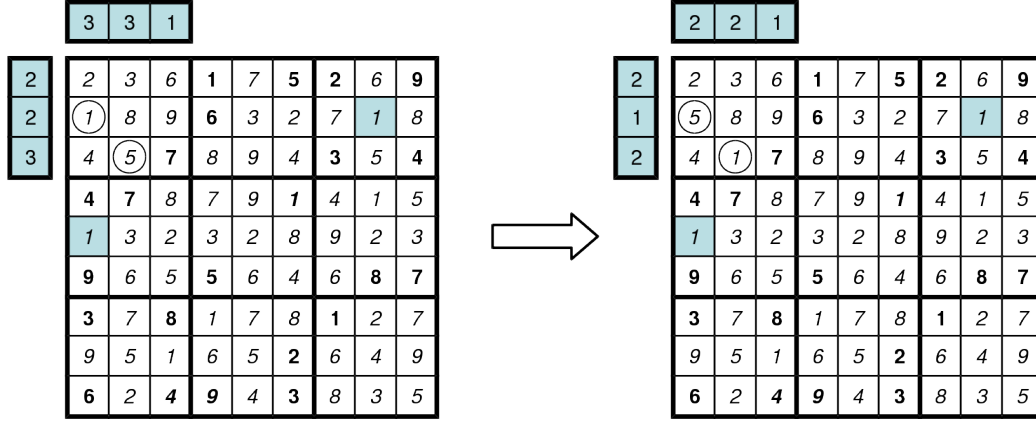 3 3 1 2 2 1
2 2 3 6 1 7 5 2 6 9 2 2 3 6 1 7 5 2 6 9
2 1 8 9 6 3 2 7 1 8 1 5 8 9 6 3 2 7 1 8
3 4 5 7 8 9 4 3 5 4 2 4 1 7 8 9 4 3 5 4
4 7 8 7 9 1 4 1 5 4 7 8 7 9 1 4 1 5
1 3 2 3 2 8 9 2 3 1 3 2 3 2 8 9 2 3
9 6 5 5 6 4 6 8 7 9 6 5 5 6 4 6 8 7
3 7 8 1 7 8 1 2 7 3 7 8 1 7 8 1 2 7
9 5 1 6 5 2 6 4 9 9 5 1 6 5 2 6 4 9
6 2 4 9 4 3 8 3 5 6 2 4 9 4 3 8 3 5